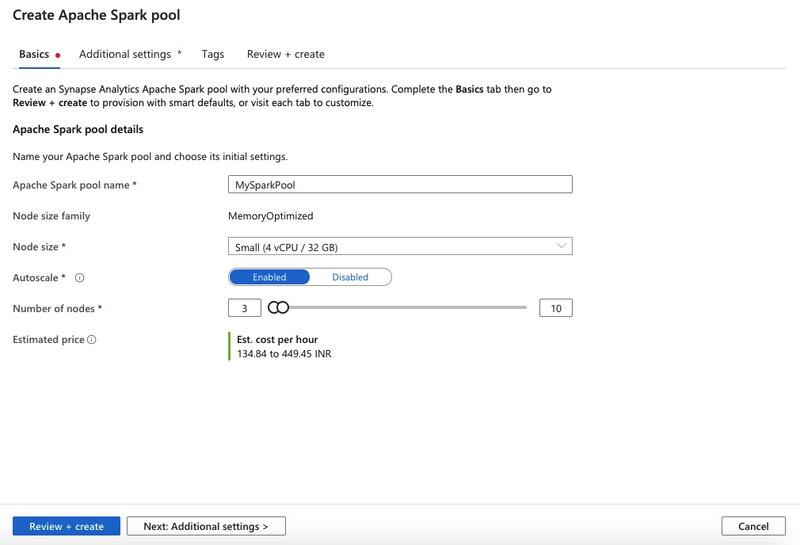 Create Apache Spark pool
Basics Additional settings * Tags Review + create
Create an Synapse Analytics Apache Spark pool with your preferred configurations. Complete the Basics tab then go to
Review + create to provision with smart defaults, or visit each tab to customize.
Apache Spark pool details
Name your Apache Spark pool and choose its initial settings.
Apache Spark pool name * MySparkPool
Node size family MemoryOptimized
Node size * Small (4 vCPU / 32 GB)
Autoscale * Enabled Disabled
Number of nodes * 3 10
Estimated price Est. cost per hour
134.84 to 449.45 INR
Review + create Next: Additional settings > Cancel